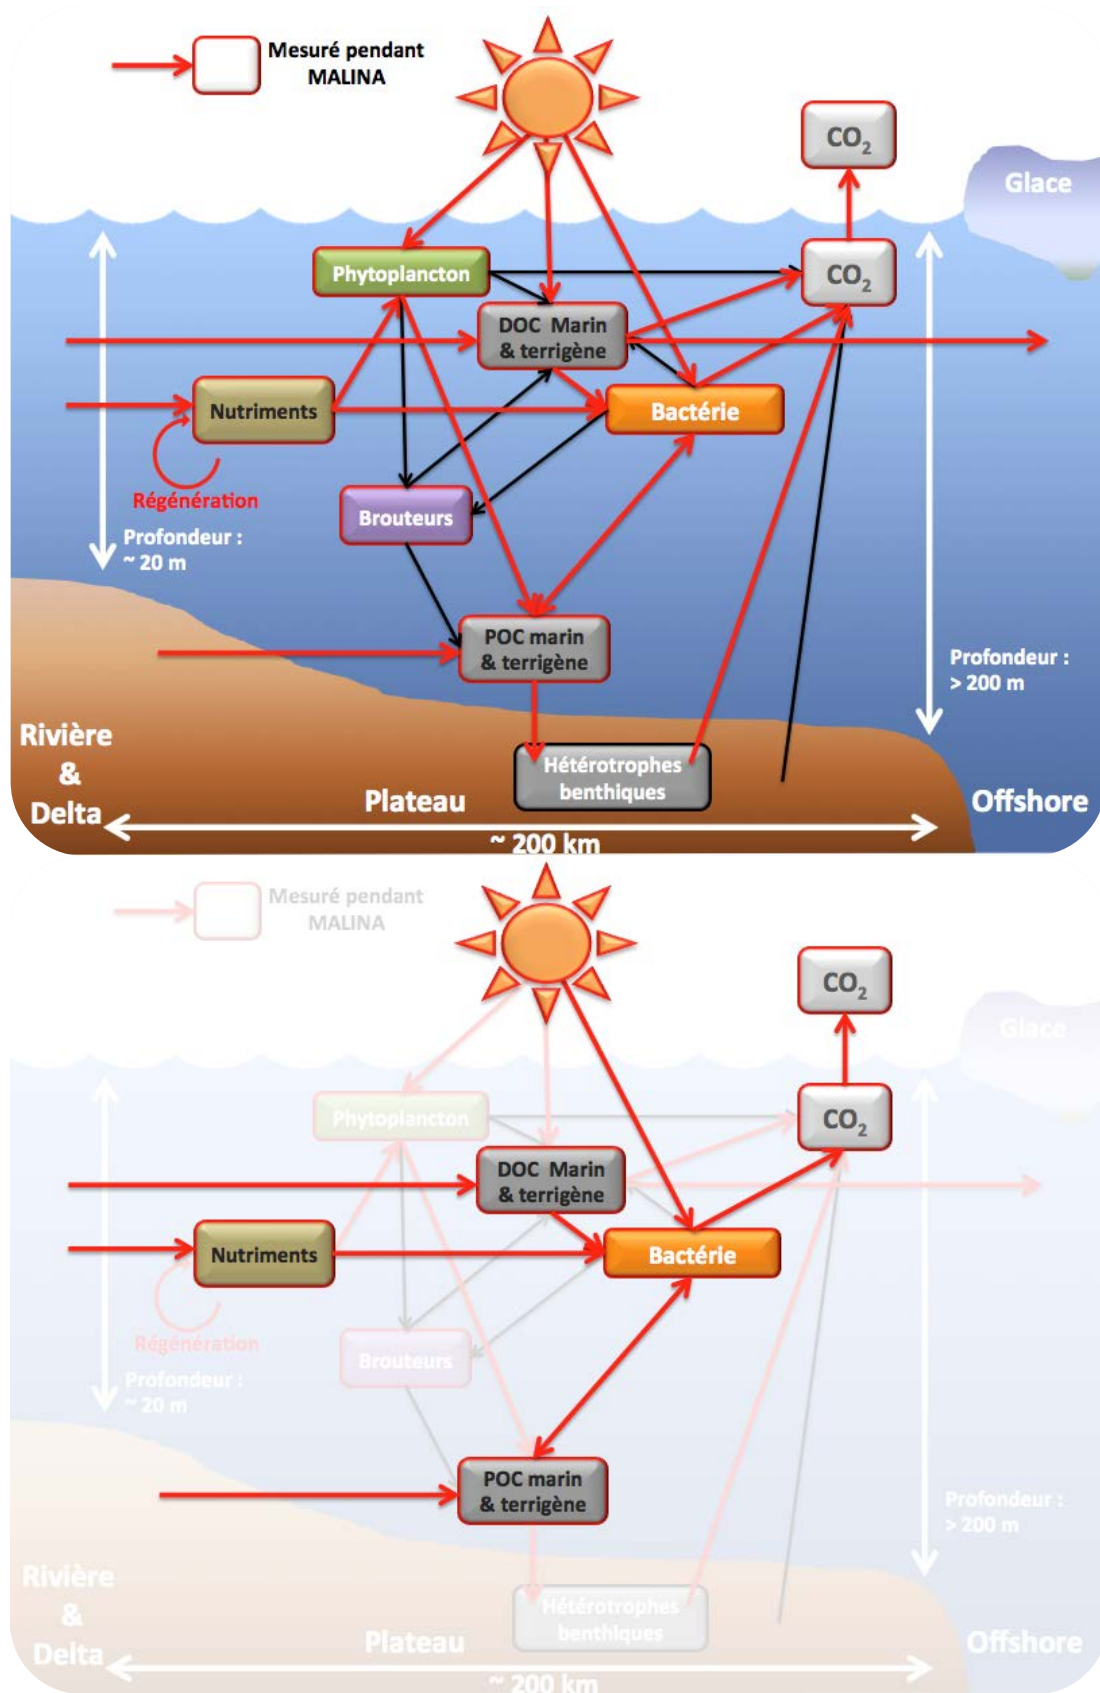 Mesuré pendant
MALINA
CO2
Glace
Phytoplancton
CO2
DOC Marin
& terrigène
Nutriments
Bactérie
Régénération
Brouteurs
Profondeur :
~ 20 m
POC marin
& terrigène
Profondeur :
> 200 m
Rivière
&
Delta
Hétérotrophes
benthiques
Plateau
Offshore
~ 200 km
Mesuré pendant
MALINA
CO2
Glace
Phytoplancton
CO2
DOC Marin
& terrigène
Nutriments
Bactérie
Régénération
Brouteurs
Profondeur :
~ 20 m
POC marin
& terrigène
Profondeur :
> 200 m
Rivière
&
Delta
Hétérotrophes
benthiques
Plateau
Offshore
~ 200 km